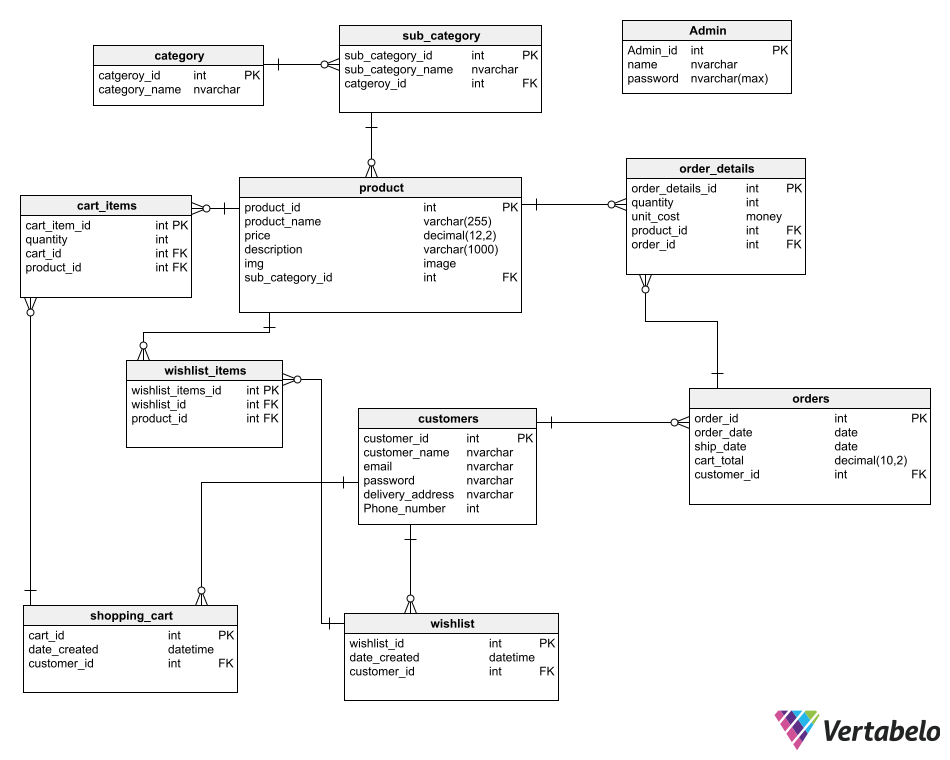 category
catgeroy_id int PK
category_name nvarchar
sub_category
sub_category_id int PK
sub_category_name nvarchar
catgeroy_id int FK
Admin
Admin_id int PK
name nvarchar
password nvarchar(max)
cart_items
cart_item_id int PK
quantity int
cart_id int FK
product_id int FK
product
product_id int PK
product_name varchar(255)
price decimal(12,2)
description varchar(1000)
img image
sub_category_id int FK
order_details
order_details_id int PK
quantity int
unit_cost money
product_id int FK
order_id int FK
wishlist_items
wishlist_items_id int PK
wishlist_id int FK
product_id int FK
customers
customer_id int PK
customer_name nvarchar
email nvarchar
password nvarchar
delivery_address nvarchar
Phone_number int
orders
order_id int PK
order_date date
ship_date date
cart_total decimal(10,2)
customer_id int FK
shopping_cart
cart_id int PK
date_created datetime
customer_id int FK
wishlist
wishlist_id int PK
date_created datetime
customer_id int FK
Vertabelo